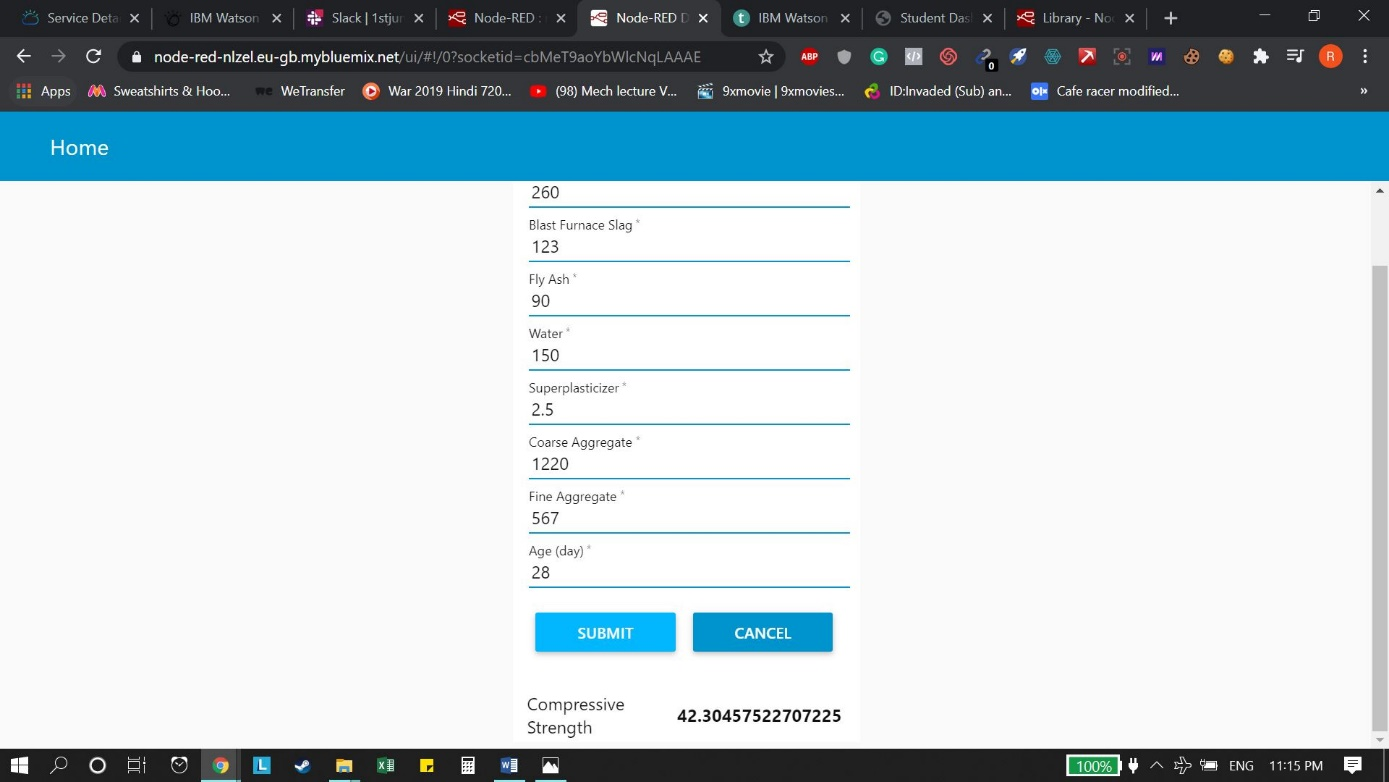 Service Deta
IBM Watson
Slack | 1stjur
Node-RED :
Node-RED D
IBM Watson
Student Das
Library - No
node-red-nlzel.eu-gb.mybluemix.net/ui/#!/0?socketid=cbMeT9aoYbWlcNqLAAAE
ABP
0
R
Apps
Sweatshirts & Hoo...
we WeTransfer
War 2019 Hindi 720...
(98) Mech lecture V...
9xmovie | 9xmovies...
ID:Invaded (Sub) an...
Cafe racer modified...
»
Home
260
Blast Furnace Slag *
123
Fly Ash *
90
Water *
150
Superplasticizer *
2.5
Coarse Aggregate *
1220
Fine Aggregate *
567
Age (day) *
28
SUBMIT
CANCEL
Compressive
Strength
42.30457522707225
100%
ENG
11:15 PM